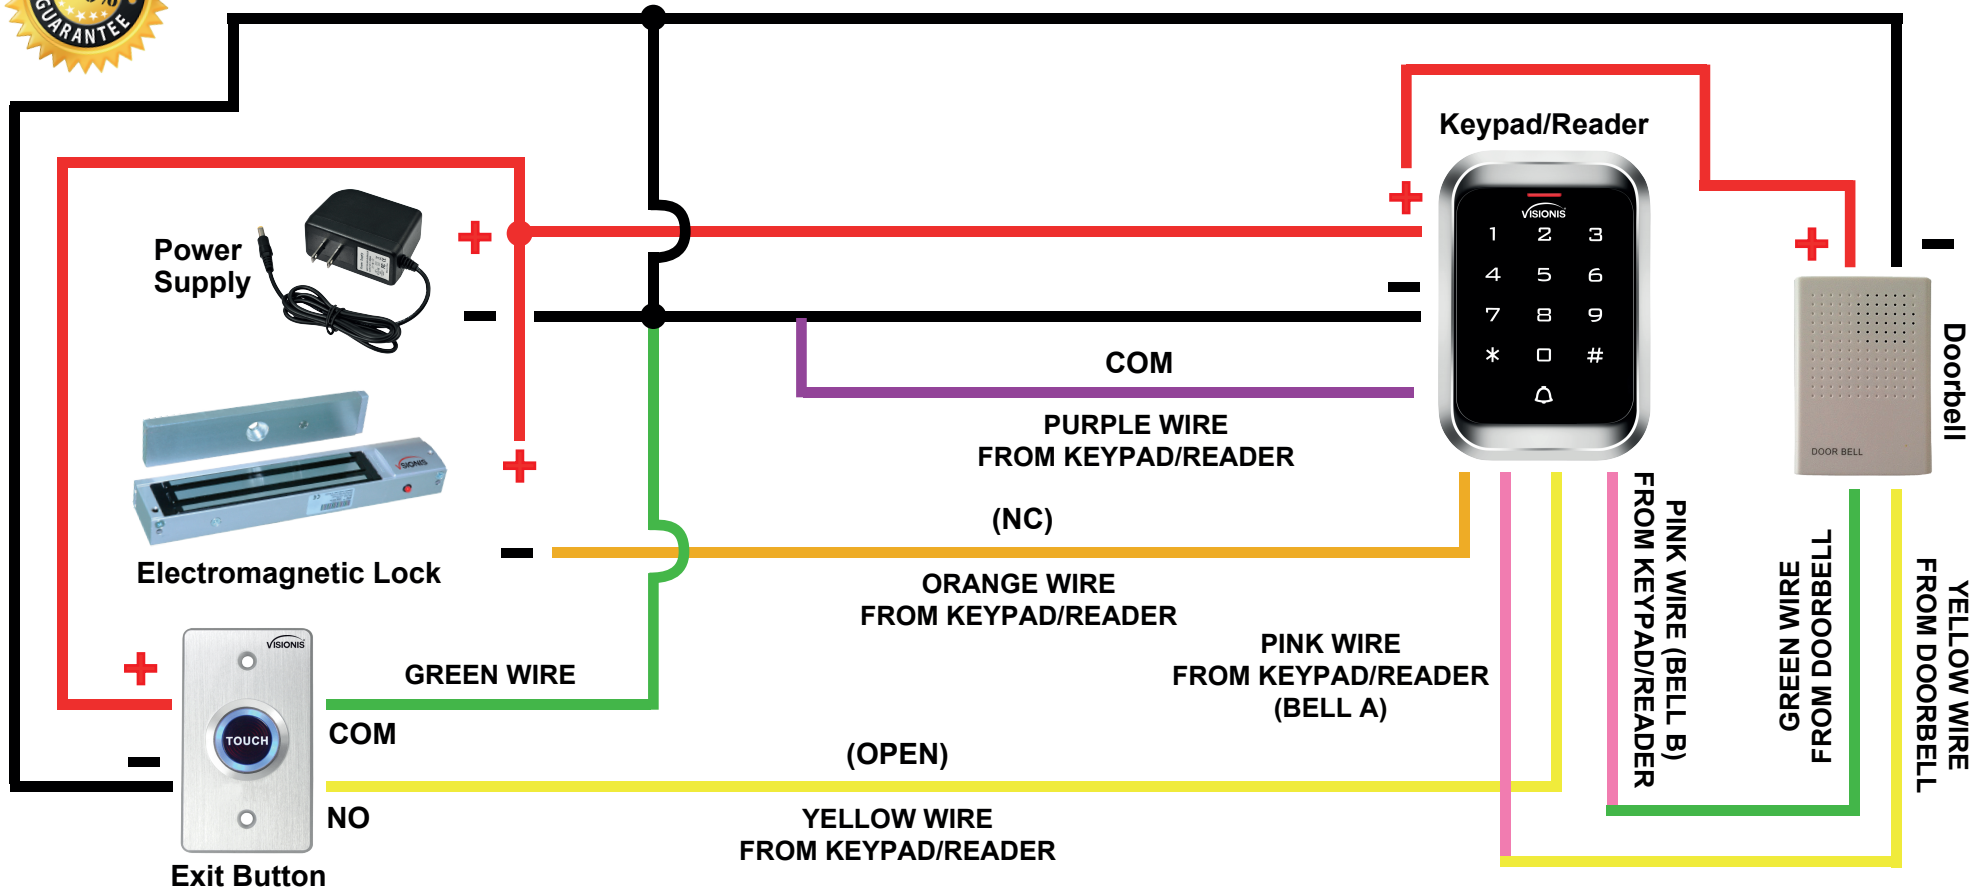 GUARANTEE
Keypad/Reader
VISIONIS
1 2 3
4 5 6
7 8 9
* #
+
-
Power
Supply
+
-
+
-
Doorbell
DOOR BELL
COM
PURPLE WIRE
FROM KEYPAD/READER
VISIONIS
+
-
Electromagnetic Lock
(NC)
ORANGE WIRE
FROM KEYPAD/READER
PINK WIRE
FROM KEYPAD/READER
(BELL A)
PINK WIRE (BELL B)
FROM KEYPAD/READER
GREEN WIRE
FROM DOORBELL
YELLOW WIRE
FROM DOORBELL
VISIONIS
+
-
TOUCH
GREEN WIRE
COM
(OPEN)
NO
YELLOW WIRE
FROM KEYPAD/READER
Exit Button